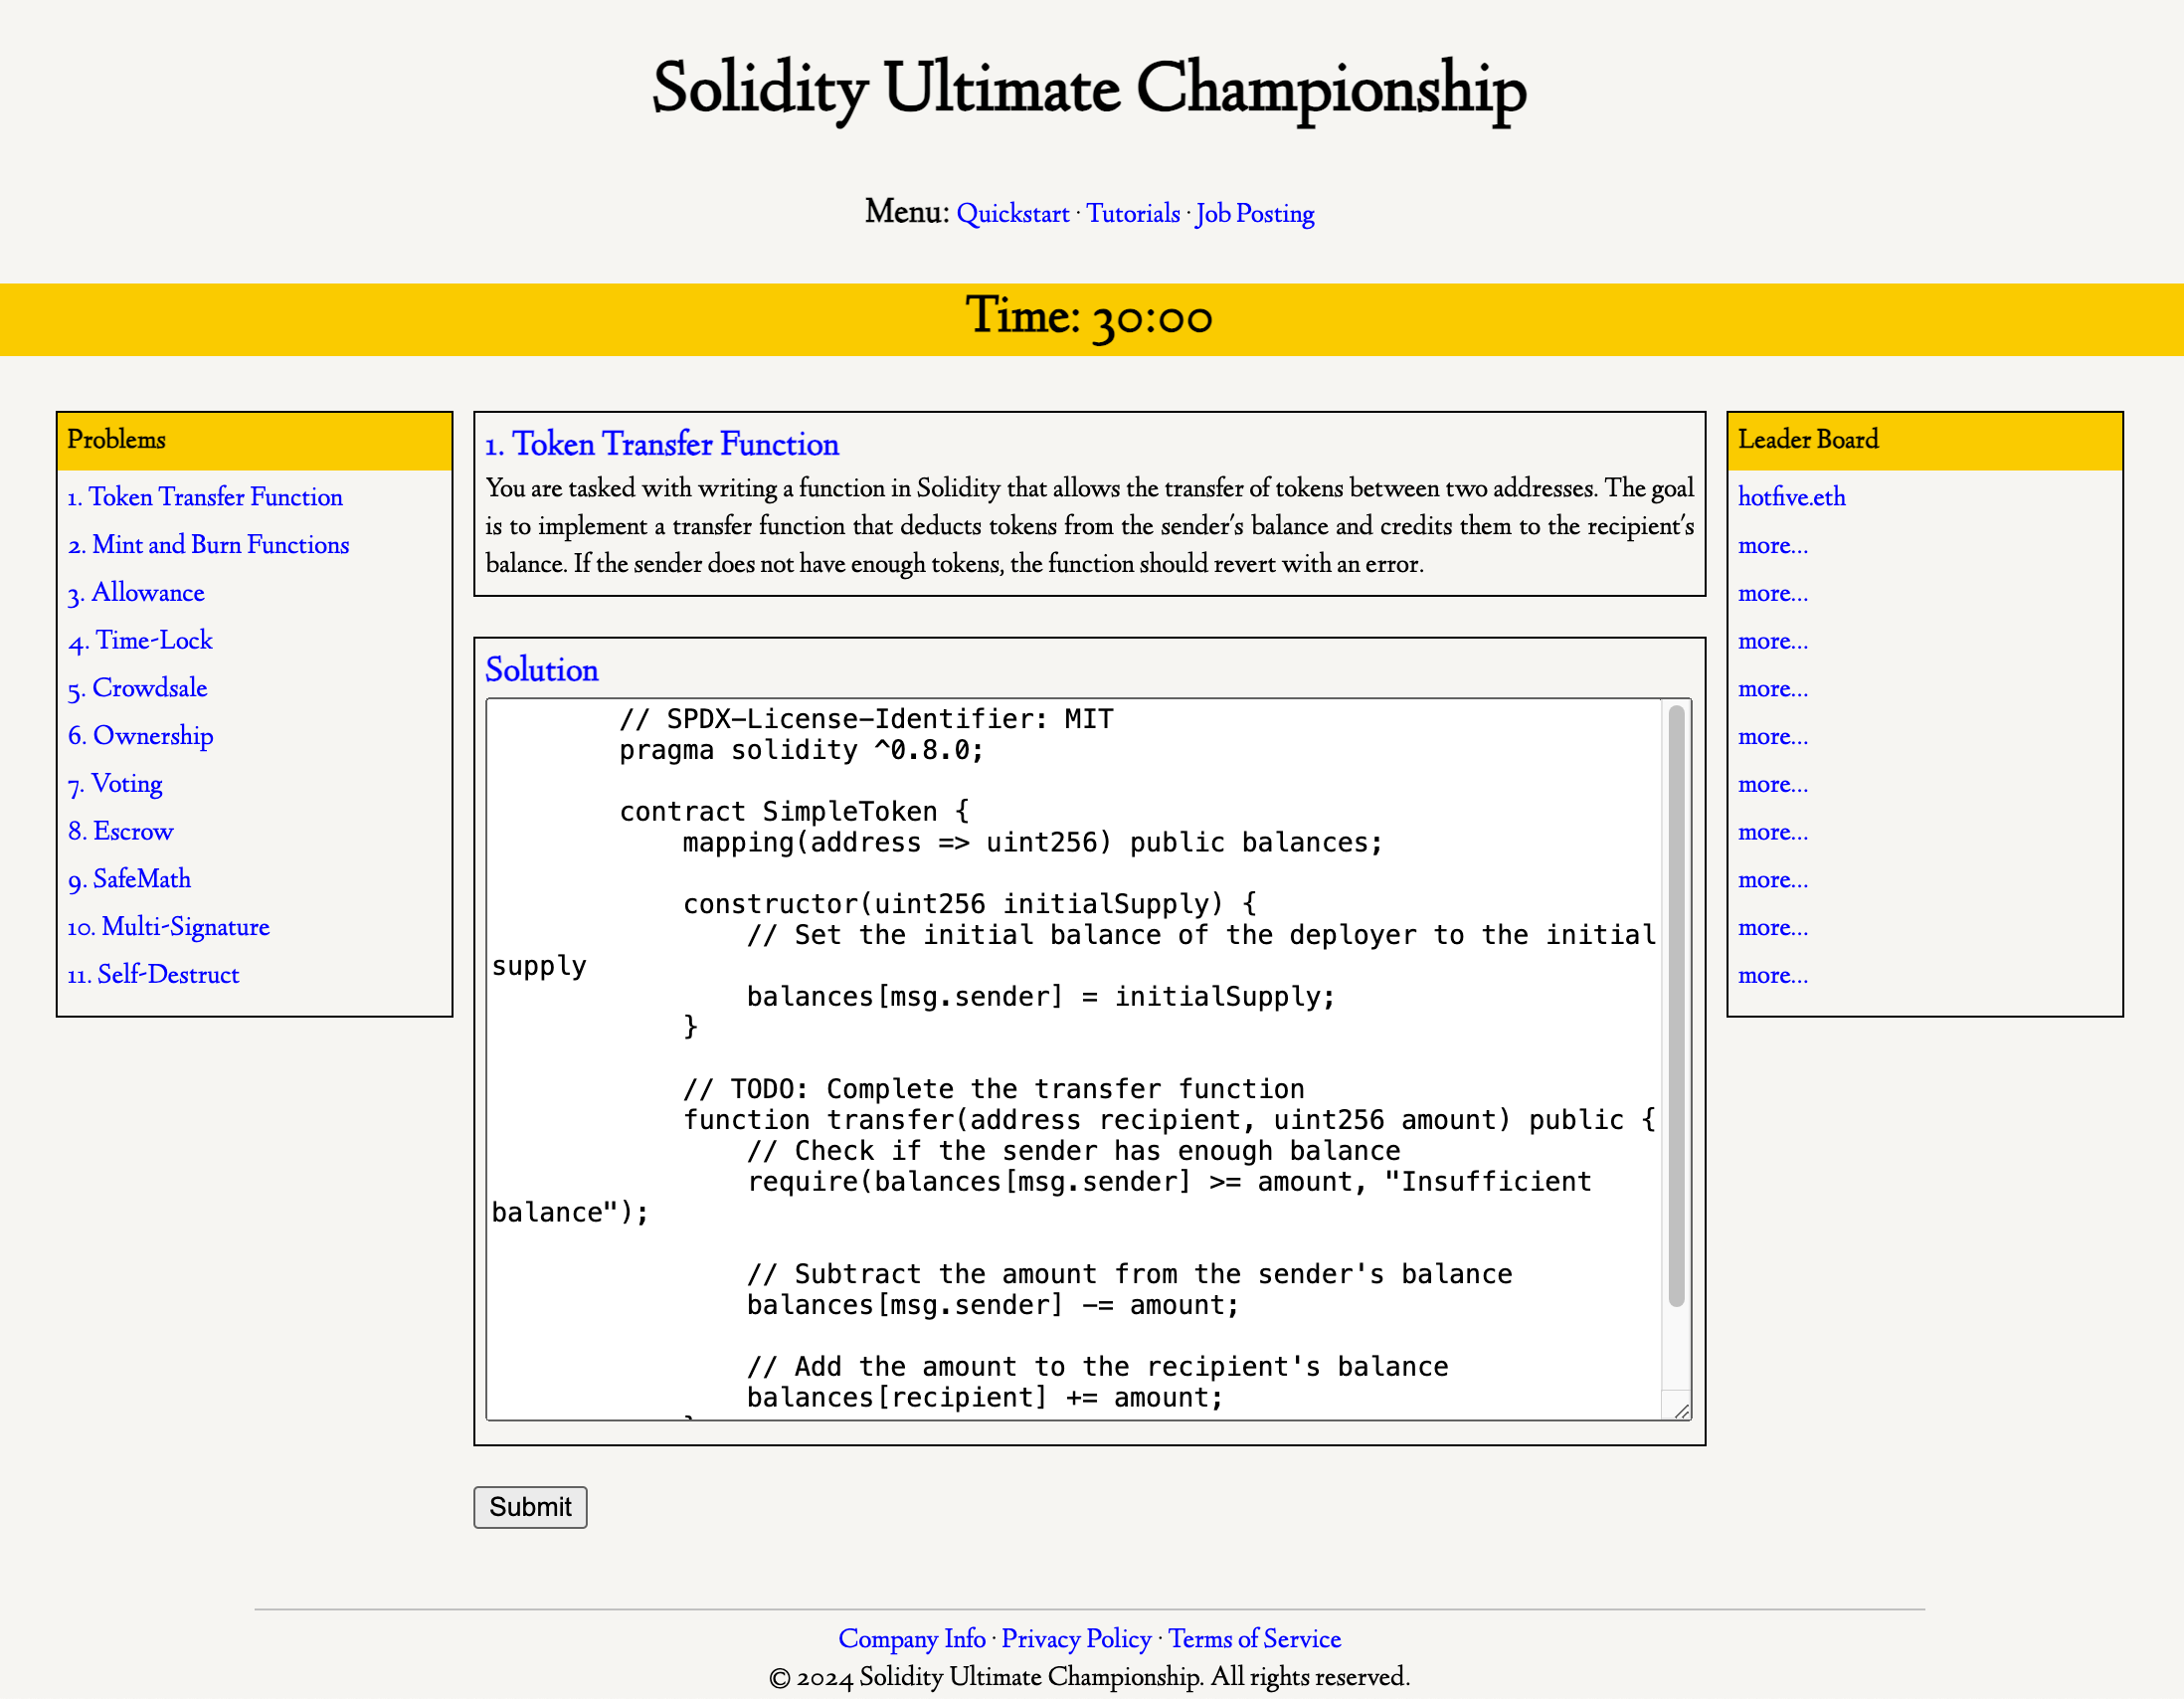 Solidity Ultimate Championship
Menu: Quickstart · Tutorials · Job Posting
Time: 30:00
Problems
1. Token Transfer Function
2. Mint and Burn Functions
3. Allowance
4. Time-Lock
5. Crowdsale
6. Ownership
7. Voting
8. Escrow
9. SafeMath
10. Multi-Signature
11. Self-Destruct
1. Token Transfer Function
You are tasked with writing a function in Solidity that allows the transfer of tokens between two addresses. The goal
is to implement a transfer function that deducts tokens from the sender's balance and credits them to the recipient's
balance. If the sender does not have enough tokens, the function should revert with an error.
Solution
// SPDX-License-Identifier: MIT
pragma solidity ^0.8.0;
contract SimpleToken {
mapping(address => uint256) public balances;
constructor(uint256 initialSupply) {
// Set the initial balance of the deployer to the initial
supply
balances[msg.sender] = initialSupply;
}
// TODO: Complete the transfer function
function transfer(address recipient, uint256 amount) public {
// Check if the sender has enough balance
require(balances[msg.sender] >= amount, "Insufficient
balance");
// Subtract the amount from the sender's balance
balances[msg.sender] -= amount;
// Add the amount to the recipient's balance
balances[recipient] += amount;
Submit
Leader Board
hotfive.eth
more...
more...
more...
more...
more...
more...
more...
more...
more...
more...
Company Info · Privacy Policy · Terms of Service
© 2024 Solidity Ultimate Championship. All rights reserved.